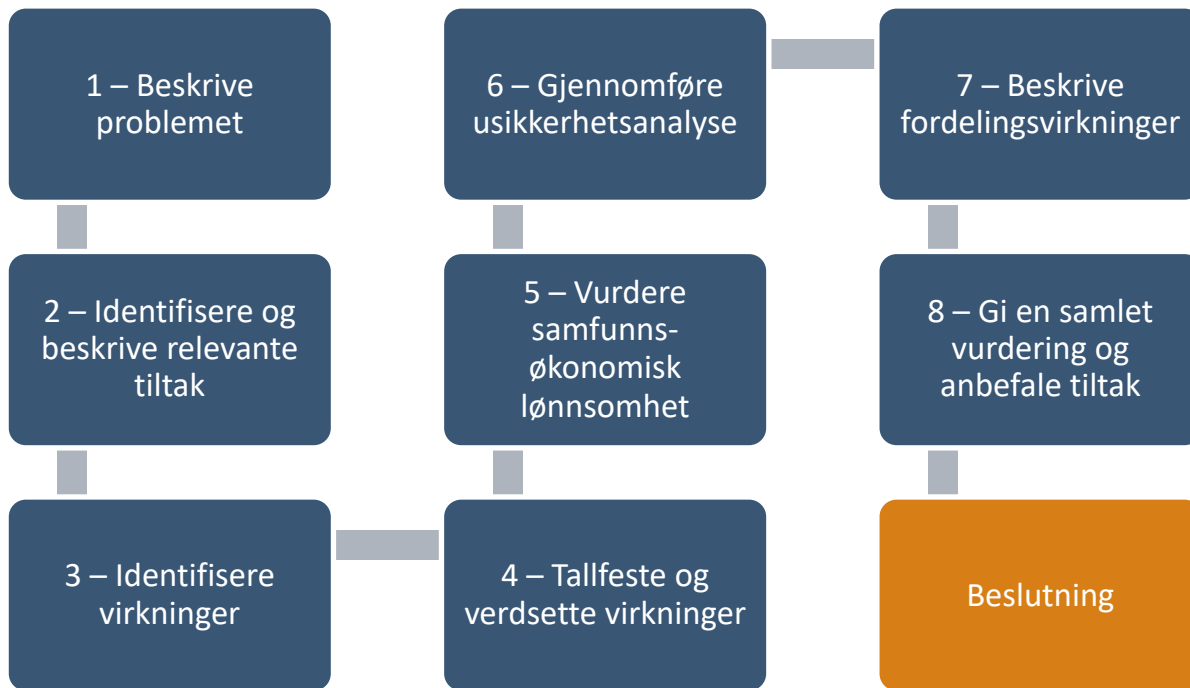 1 – Beskrive
problemet
2 – Identifisere og
beskrive relevante
tiltak
3 – Identifisere
virkninger
4 – Tallfeste og
verdsette virkninger
5 – Vurdere
samfunns-
økonomisk
lønnsomhet
6 – Gjennomføre
usikkerhetsanalyse
7 – Beskrive
fordelingsvirkninger
8 – Gi en samlet
vurdering og
anbefale tiltak
Beslutning